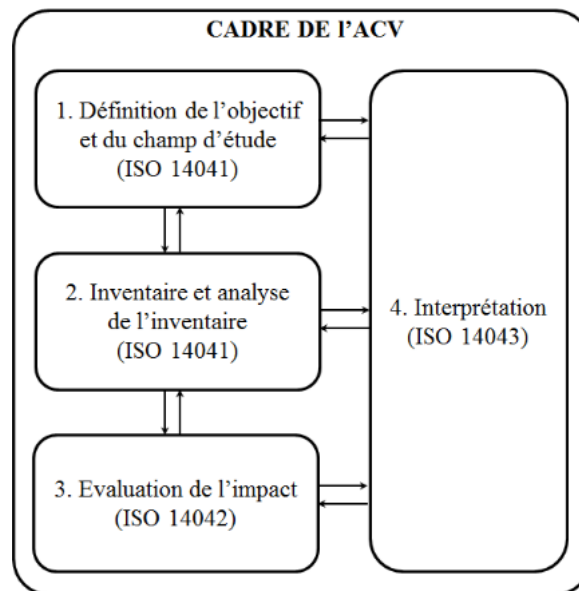 CADRE DE l'ACV
1. Définition de l'objectif
et du champ d'étude
(ISO 14041)
2. Inventaire et analyse
de l'inventaire
(ISO 14041)
3. Evaluation de l'impact
(ISO 14042)
4. Interprétation
(ISO 14043)